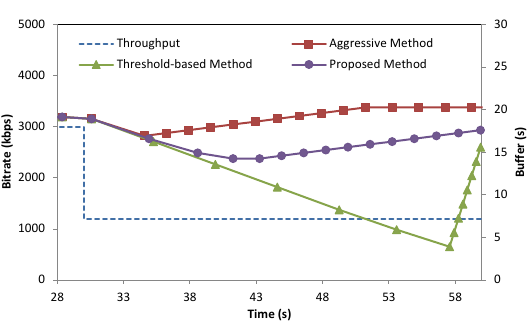 5000
4000
3000
2000
1000
0
Bitrate (kbps)
Throughput
Aggressive Method
Threshold-based Method
Proposed Method
30
25
20
15
10
5
0
Buffer (s)
28
33
38
43
48
53
58
Time (s)